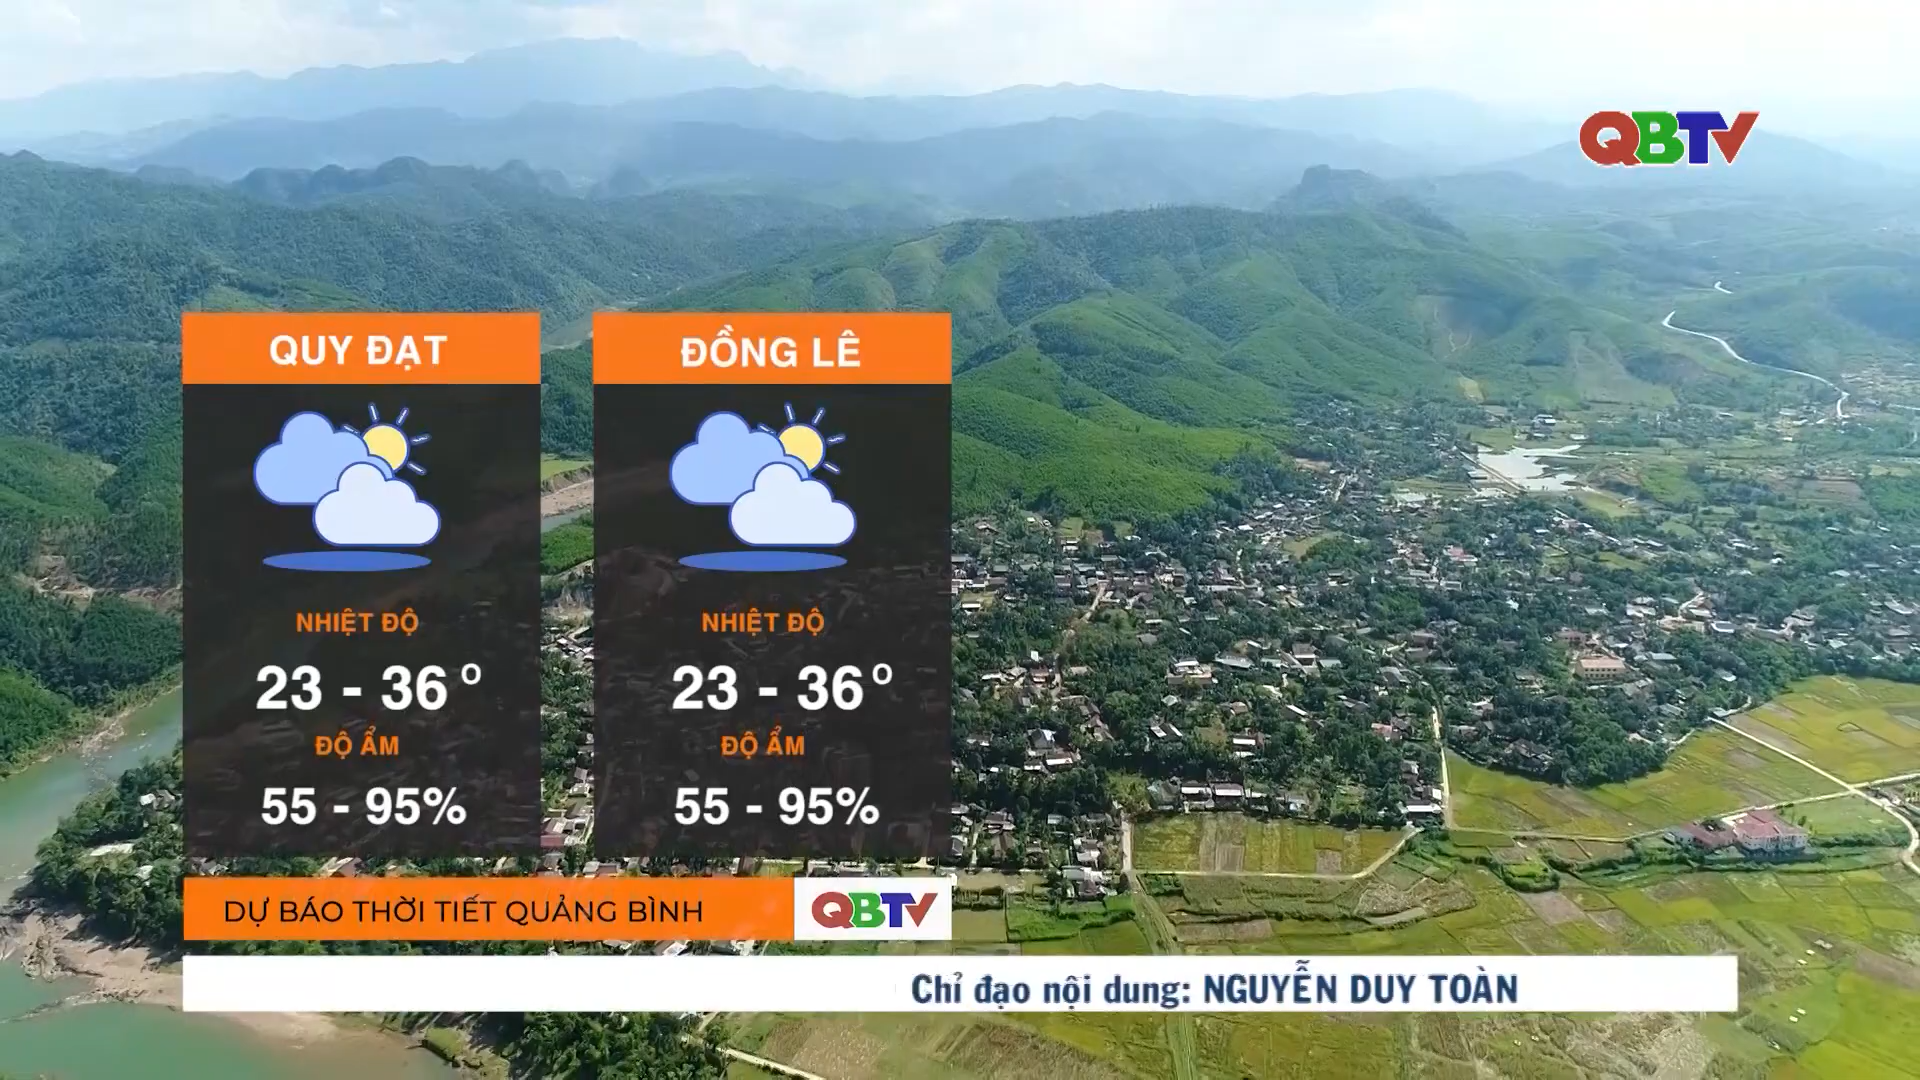 QBTV
QUY ĐẠT
NHIỆT ĐỘ
23 - 36°
ĐỘ ẨM
55 - 95%
ĐỒNG LÊ
NHIỆT ĐỘ
23 - 36°
ĐỘ ẨM
55 - 95%
DỰ BÁO THỜI TIẾT QUẢNG BÌNH
QBTV
Chỉ đạo nội dung: NGUYỄN DUY TOÀN